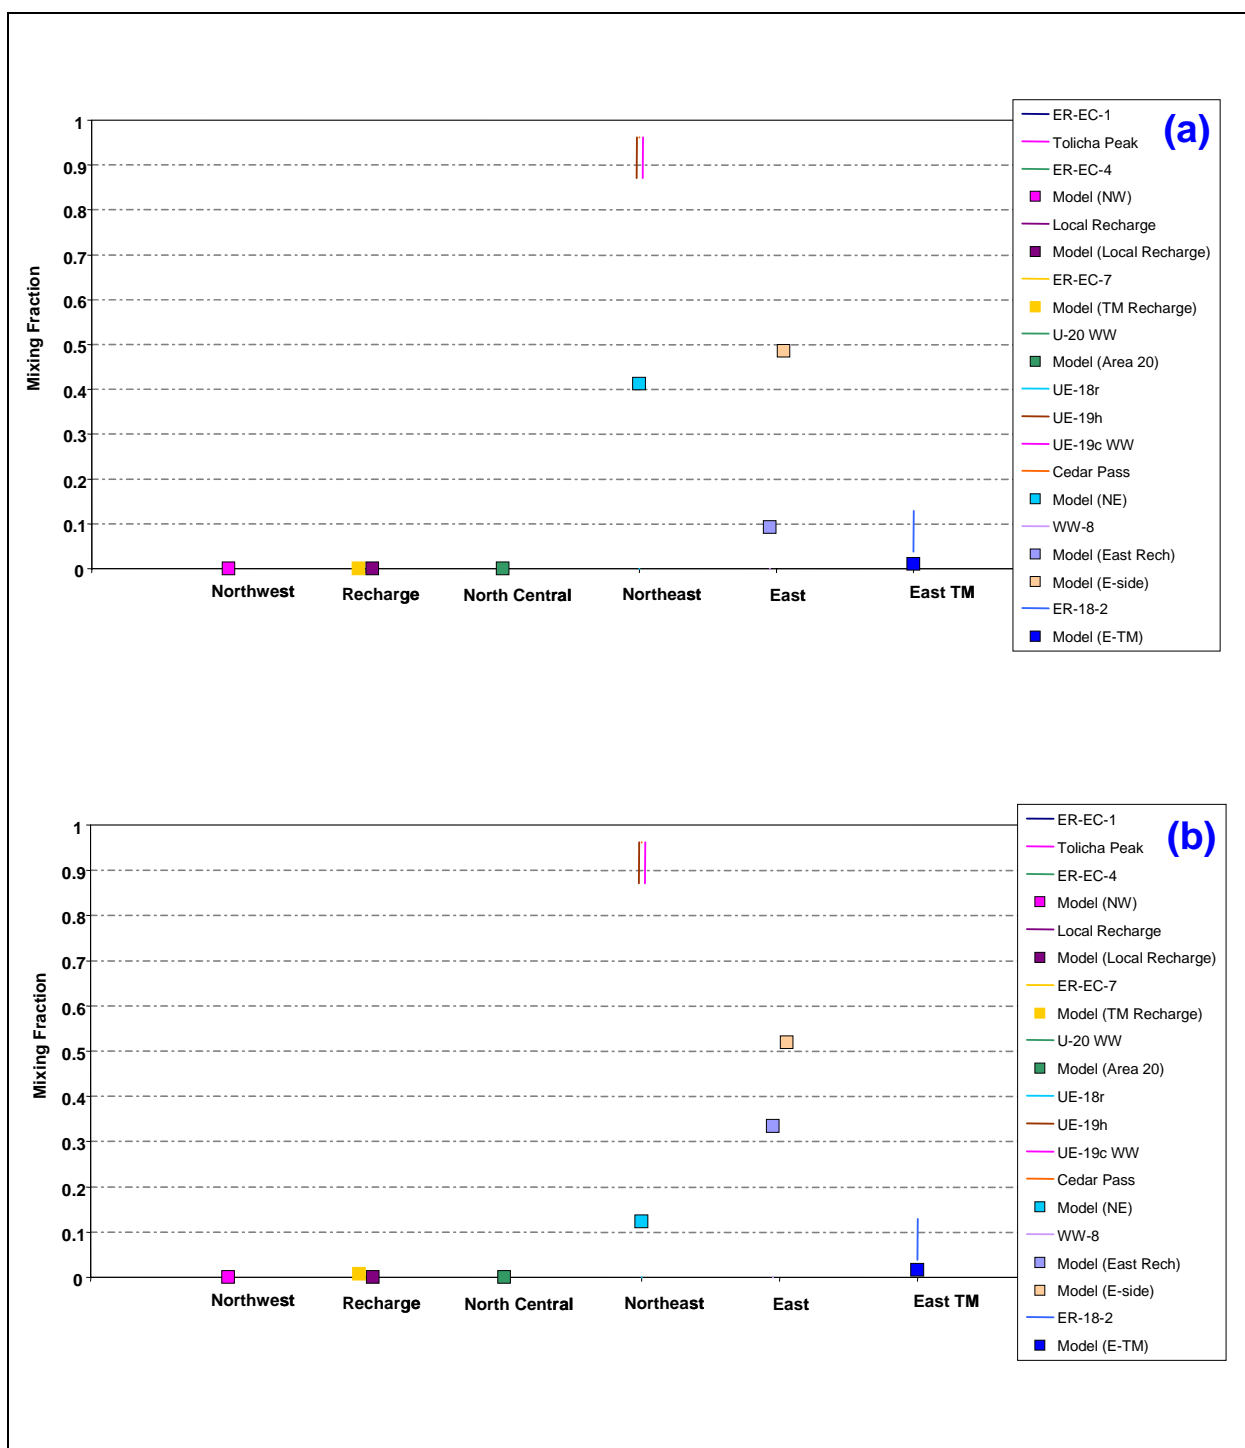 (a)
Mixing Fraction
1
0.9
0.8
0.7
0.6
0.5
0.4
0.3
0.2
0.1
0
Northwest
Recharge
North Central
Northeast
East
East TM
ER-EC-1
Tolicha Peak
ER-EC-4
Model (NW)
Local Recharge
Model (Local Recharge)
ER-EC-7
Model (TM Recharge)
U-20 WW
Model (Area 20)
UE-18r
UE-19h
UE-19c WW
Cedar Pass
Model (NE)
WW-8
Model (East Rech)
Model (E-side)
ER-18-2
Model (E-TM)
(b)
Mixing Fraction
1
0.9
0.8
0.7
0.6
0.5
0.4
0.3
0.2
0.1
0
Northwest
Recharge
North Central
Northeast
East
East TM
ER-EC-1
Tolicha Peak
ER-EC-4
Model (NW)
Local Recharge
Model (Local Recharge)
ER-EC-7
Model (TM Recharge)
U-20 WW
Model (Area 20)
UE-18r
UE-19h
UE-19c WW
Cedar Pass
Model (NE)
WW-8
Model (East Rech)
Model (E-side)
ER-18-2
Model (E-TM)